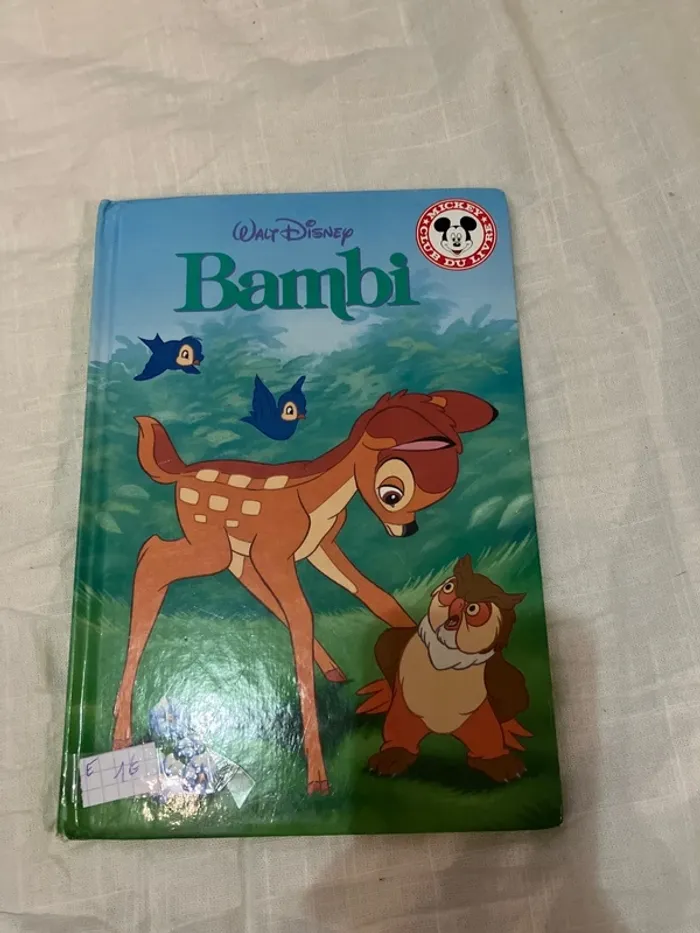 WALT DISNEY
Bambi
MICKEY
CLUB DU LIVRE
E 16